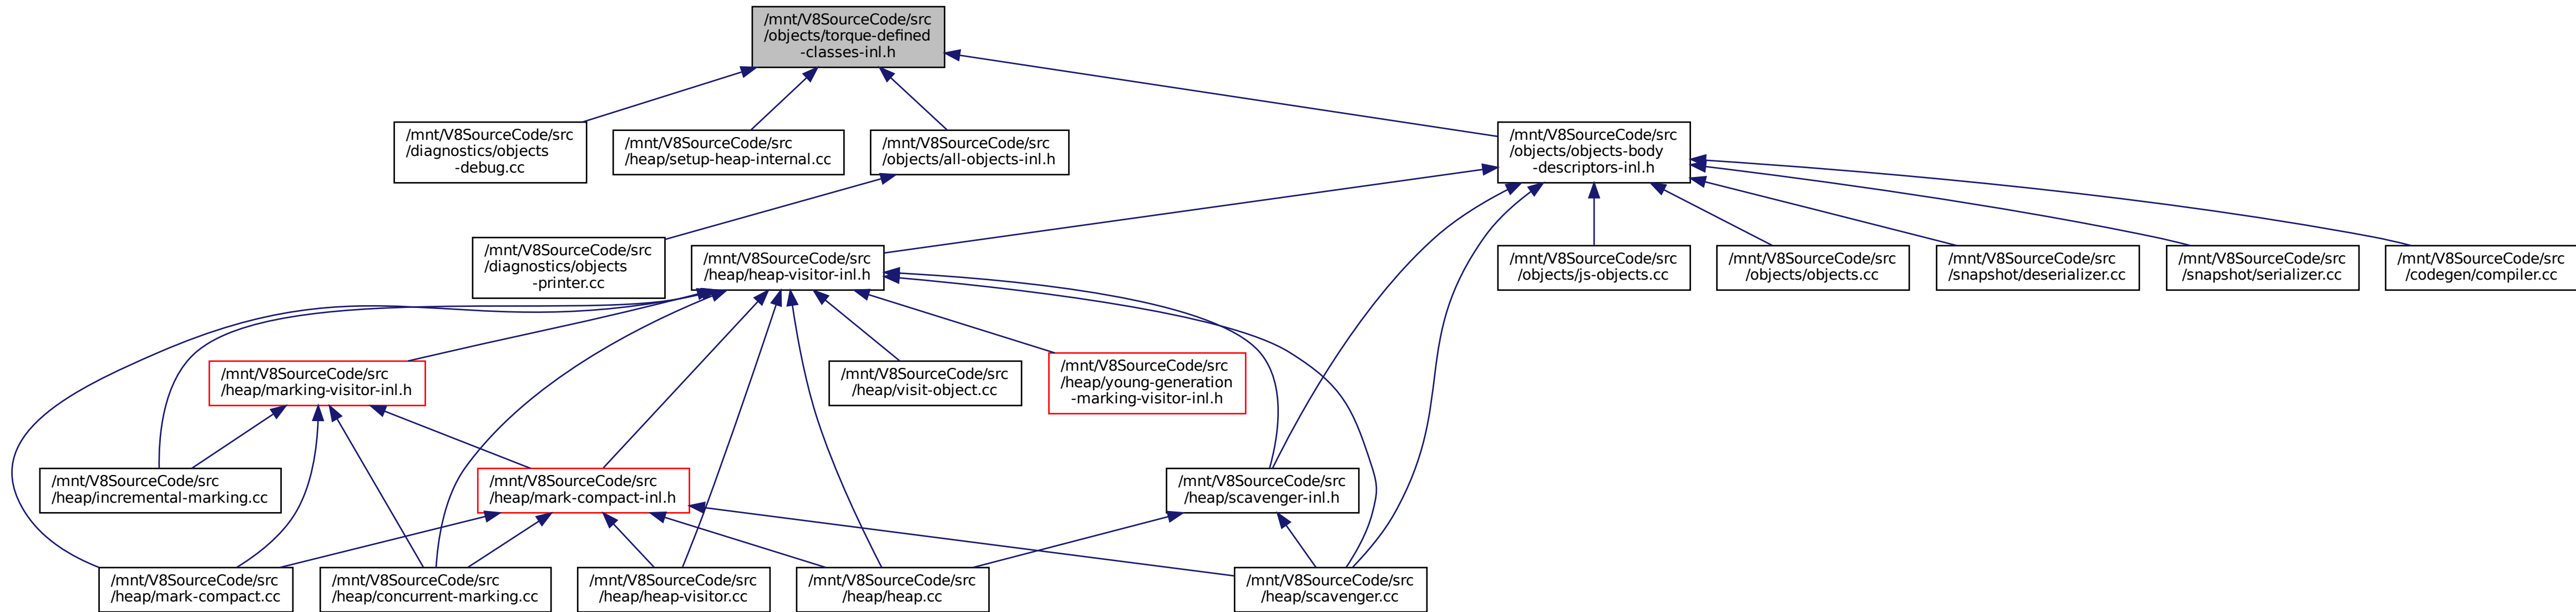 /mnt/V8SourceCode/src
/objects/torque-defined
-classes-inl.h
/mnt/V8SourceCode/src
/diagnostics/objects
-debug.cc
/mnt/V8SourceCode/src
/heap/setup-heap-internal.cc
/mnt/V8SourceCode/src
/objects/all-objects-inl.h
/mnt/V8SourceCode/src
/objects/objects-body
-descriptors-inl.h
/mnt/V8SourceCode/src
/diagnostics/objects
-printer.cc
/mnt/V8SourceCode/src
/heap/heap-visitor-inl.h
/mnt/V8SourceCode/src
/objects/js-objects.cc
/mnt/V8SourceCode/src
/objects/objects.cc
/mnt/V8SourceCode/src
/snapshot/deserializer.cc
/mnt/V8SourceCode/src
/snapshot/serializer.cc
/mnt/V8SourceCode/src
/codegen/compiler.cc
/mnt/V8SourceCode/src
/heap/marking-visitor-inl.h
/mnt/V8SourceCode/src
/heap/visit-object.cc
/mnt/V8SourceCode/src
/heap/young-generation
-marking-visitor-inl.h
/mnt/V8SourceCode/src
/heap/incremental-marking.cc
/mnt/V8SourceCode/src
/heap/mark-compact-inl.h
/mnt/V8SourceCode/src
/heap/scavenger-inl.h
/mnt/V8SourceCode/src
/heap/mark-compact.cc
/mnt/V8SourceCode/src
/heap/concurrent-marking.cc
/mnt/V8SourceCode/src
/heap/heap-visitor.cc
/mnt/V8SourceCode/src
/heap/heap.cc
/mnt/V8SourceCode/src
/heap/scavenger.cc